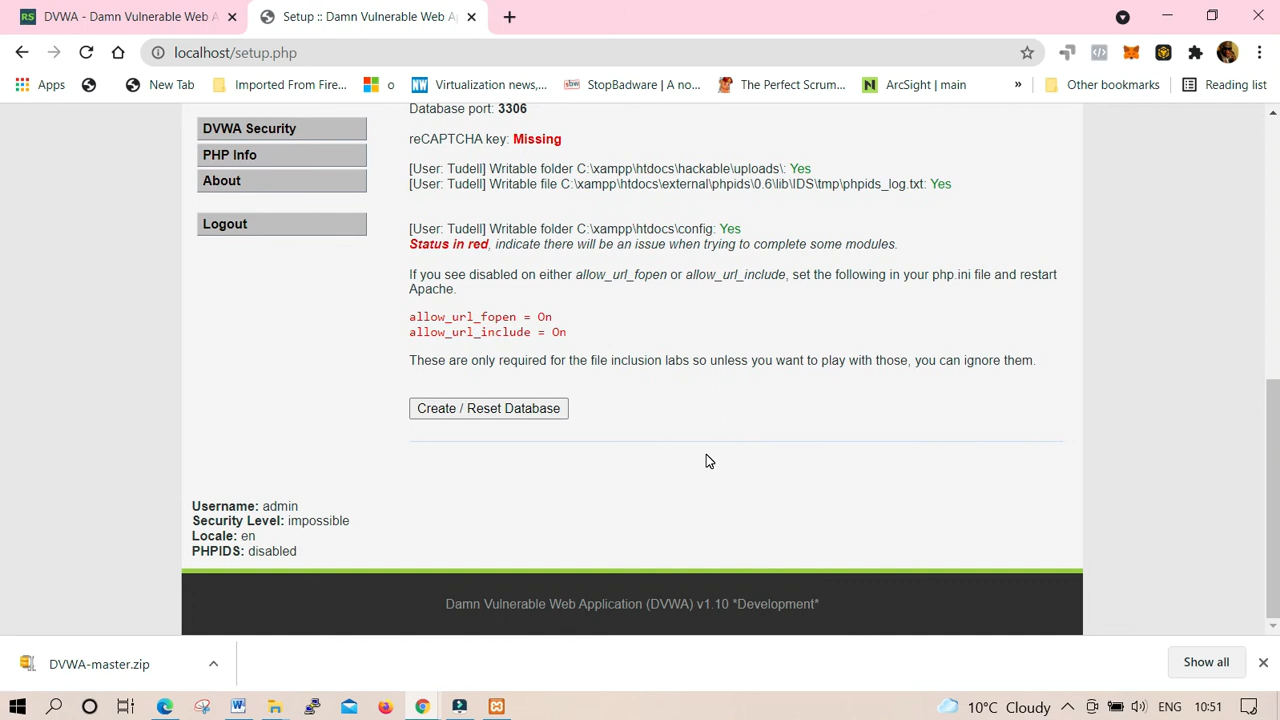 DVWA - Damn Vulnerable Web A
Setup :: Damn Vulnerable Web Ap
localhost/setup.php
Apps
New Tab
Imported From Fire...
o
Virtualization news,...
StopBadware | A no...
The Perfect Scrum...
ArcSight | main
»
Other bookmarks
Reading list
Database port: 3306
DVWA Security
PHP Info
About
Logout
reCAPTCHA key: Missing
[User: Tudell] Writable folder C:\xampp\htdocs\hackable\uploads\: Yes
[User: Tudell] Writable file C:\xampp\htdocs\external\phpids\0.6\lib\IDS\tmp\phpids_log.txt: Yes
[User: Tudell] Writable folder C:\xampp\htdocs\config: Yes
Status in red, indicate there will be an issue when trying to complete some modules.
If you see disabled on either allow_url_fopen or allow_url_include, set the following in your php.ini file and restart
Apache.
allow_url_fopen = On
allow_url_include = On
These are only required for the file inclusion labs so unless you want to play with those, you can ignore them.
Create / Reset Database
Username: admin
Security Level: impossible
Locale: en
PHPIDS: disabled
Damn Vulnerable Web Application (DVWA) v1.10 *Development*
DVWA-master.zip
Show all
10°C Cloudy
ENG
10:51